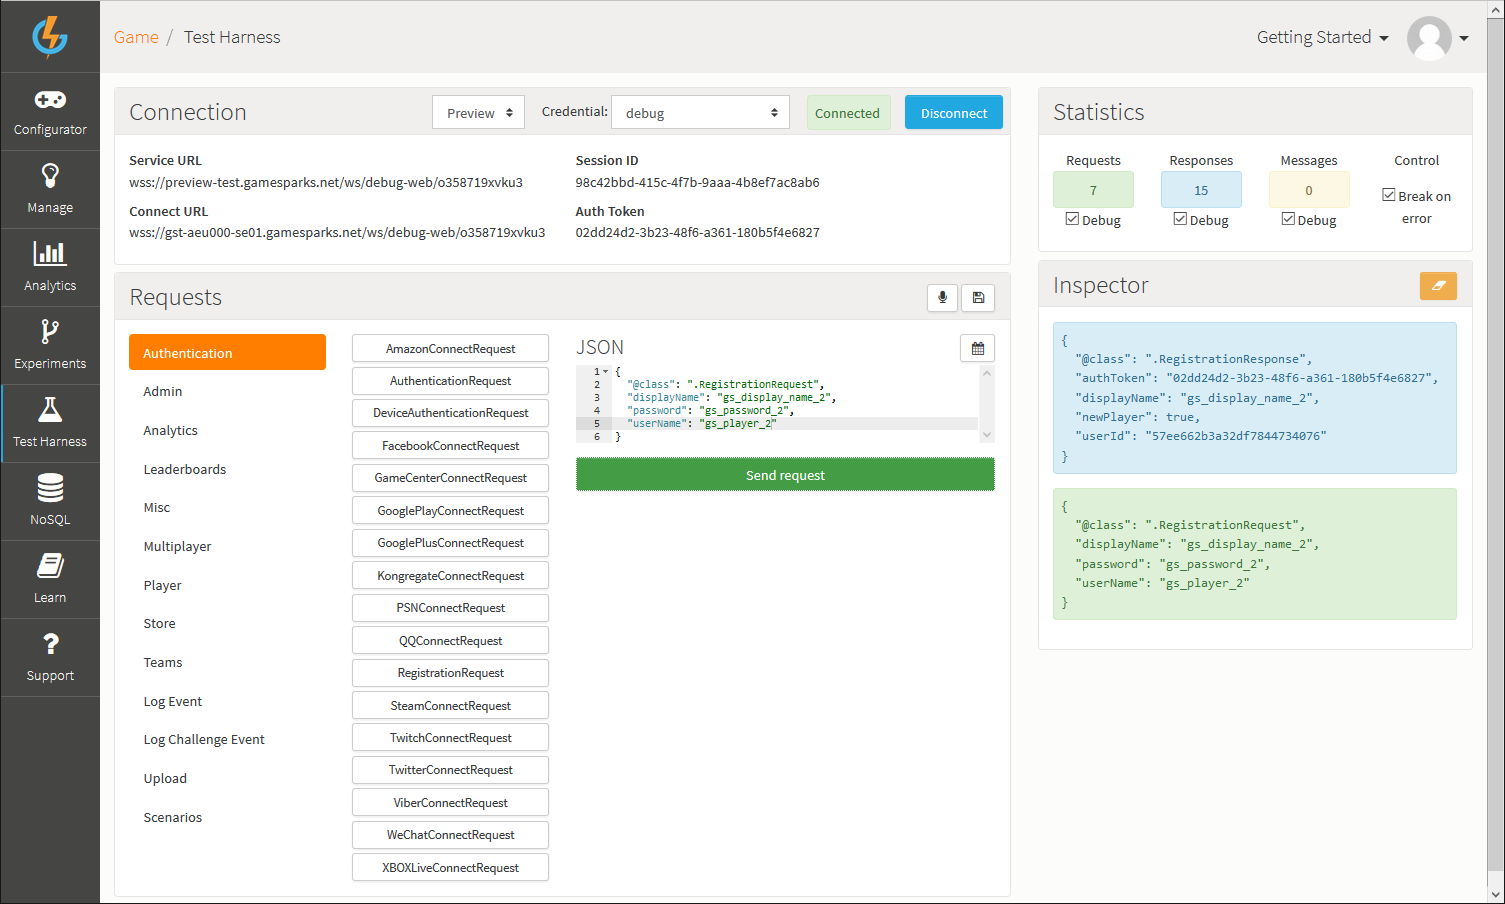 Game / Test Harness
Getting Started
Configurator
Manage
Analytics
Experiments
Test Harness
NoSQL
Learn
Support
Connection
Preview
Credential:
debug
Connected
Disconnect
Service URL
wss://preview-test.gamesparks.net/ws/debug-web/o358719xvku3
Session ID
98c42bbd-415c-4f7b-9aaa-4b8ef7ac8ab6
Connect URL
wss://gst-aeu000-se01.gamesparks.net/ws/debug-web/o358719xvku3
Auth Token
02dd24d2-3b23-48f6-a361-180b5f4e6827
Requests
Authentication
Admin
Analytics
Leaderboards
Misc
Multiplayer
Player
Store
Teams
Log Event
Log Challenge Event
Upload
Scenarios
AmazonConnectRequest
AuthenticationRequest
DeviceAuthenticationRequest
FacebookConnectRequest
GameCenterConnectRequest
GooglePlayConnectRequest
GooglePlusConnectRequest
KongregateConnectRequest
PSNConnectRequest
QQConnectRequest
RegistrationRequest
SteamConnectRequest
TwitchConnectRequest
TwitterConnectRequest
ViberConnectRequest
WeChatConnectRequest
XBOXLiveConnectRequest
JSON
1 {
2 "@class": ".RegistrationRequest",
3 "displayName": "gs_display_name_2",
4 "password": "gs_password_2",
5 "userName": "gs_player_2"
6 }
Send request
Statistics
Requests
7
Debug
Responses
15
Debug
Messages
0
Debug
Control
Break on
error
Inspector
{
"@class": ".RegistrationResponse",
"authToken": "02dd24d2-3b23-48f6-a361-180b5f4e6827",
"displayName": "gs_display_name_2",
"newPlayer": true,
"userId": "57ee662b3a32df7844734076"
}
{
"@class": ".RegistrationRequest",
"displayName": "gs_display_name_2",
"password": "gs_password_2",
"userName": "gs_player_2"
}